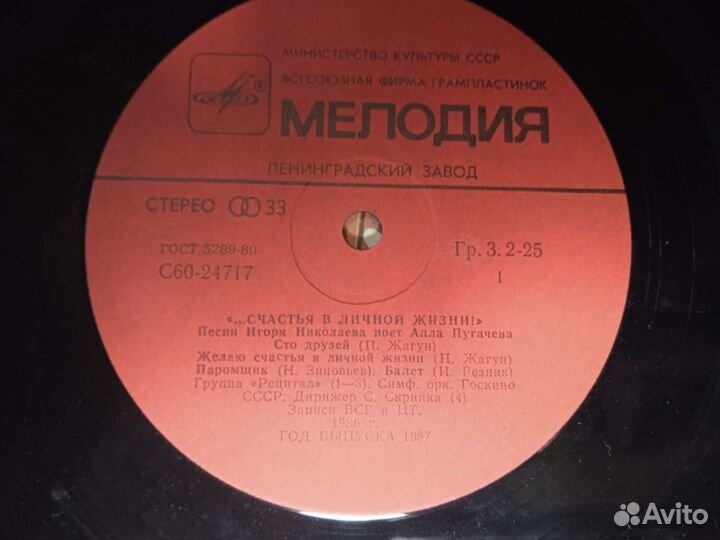 МИНИСТЕРСТВО КУЛЬТУРЫ СССР
ВСЕСОЮЗНАЯ ФИРМА ГРАМПЛАСТИНОК
®
МЕЛОДИЯ
ЛЕНИНГРАДСКИЙ ЗАВОД
СТЕРЕО 33
ГОСТ 5289-80
Гр. 3. 2-25
С60-24717
1
«...СЧАСТЬЯ В ЛИЧНОЙ ЖИЗНИ!»
Песни Игоря Николаева поет Алла Пугачева
Сто друзей (П. Жагун)
Желаю счастья в личной жизни (П. Жагун)
Паромщик (Н. Зиновьев). Балет (И. Резник)
Группа «Рецитал» (1—3). Симф. орк. Госкино
СССР. Дирижер С. Скрипка (4)
Записи ВСГ и ЦТ.
1986 г.
ГОД ВЫПУСКА 1987
Avito